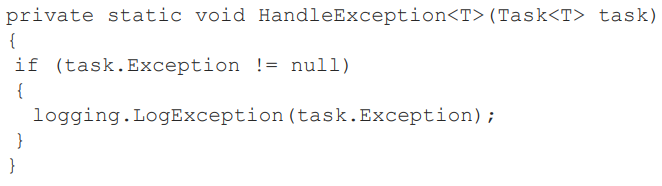 private static void HandleException<T>(Task<T> task)
{
if (task.Exception != null)
{
logging.LogException(task.Exception);
}
}